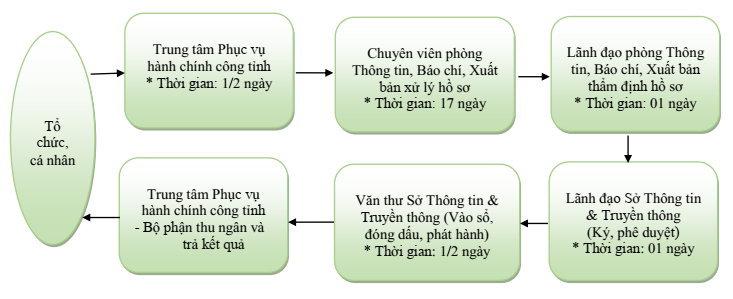 Tổ
chức,
cá nhân
Trung tâm Phục vụ
hành chính công tỉnh
* Thời gian: 1/2 ngày
Chuyên viên phòng
Thông tin, Báo chí, Xuất
bản xử lý hồ sơ
* Thời gian: 17 ngày
Lãnh đạo phòng Thông
tin, Báo chí, Xuất bản
thẩm định hồ sơ
* Thời gian: 01 ngày
Lãnh đạo Sở Thông tin
& Truyền thông
(Ký, phê duyệt)
* Thời gian: 01 ngày
Văn thư Sở Thông tin &
Truyền thông (Vào sổ,
đóng dấu, phát hành)
* Thời gian: 1/2 ngày
Trung tâm Phục vụ
hành chính công tỉnh
- Bộ phận thu ngân và
trả kết quả